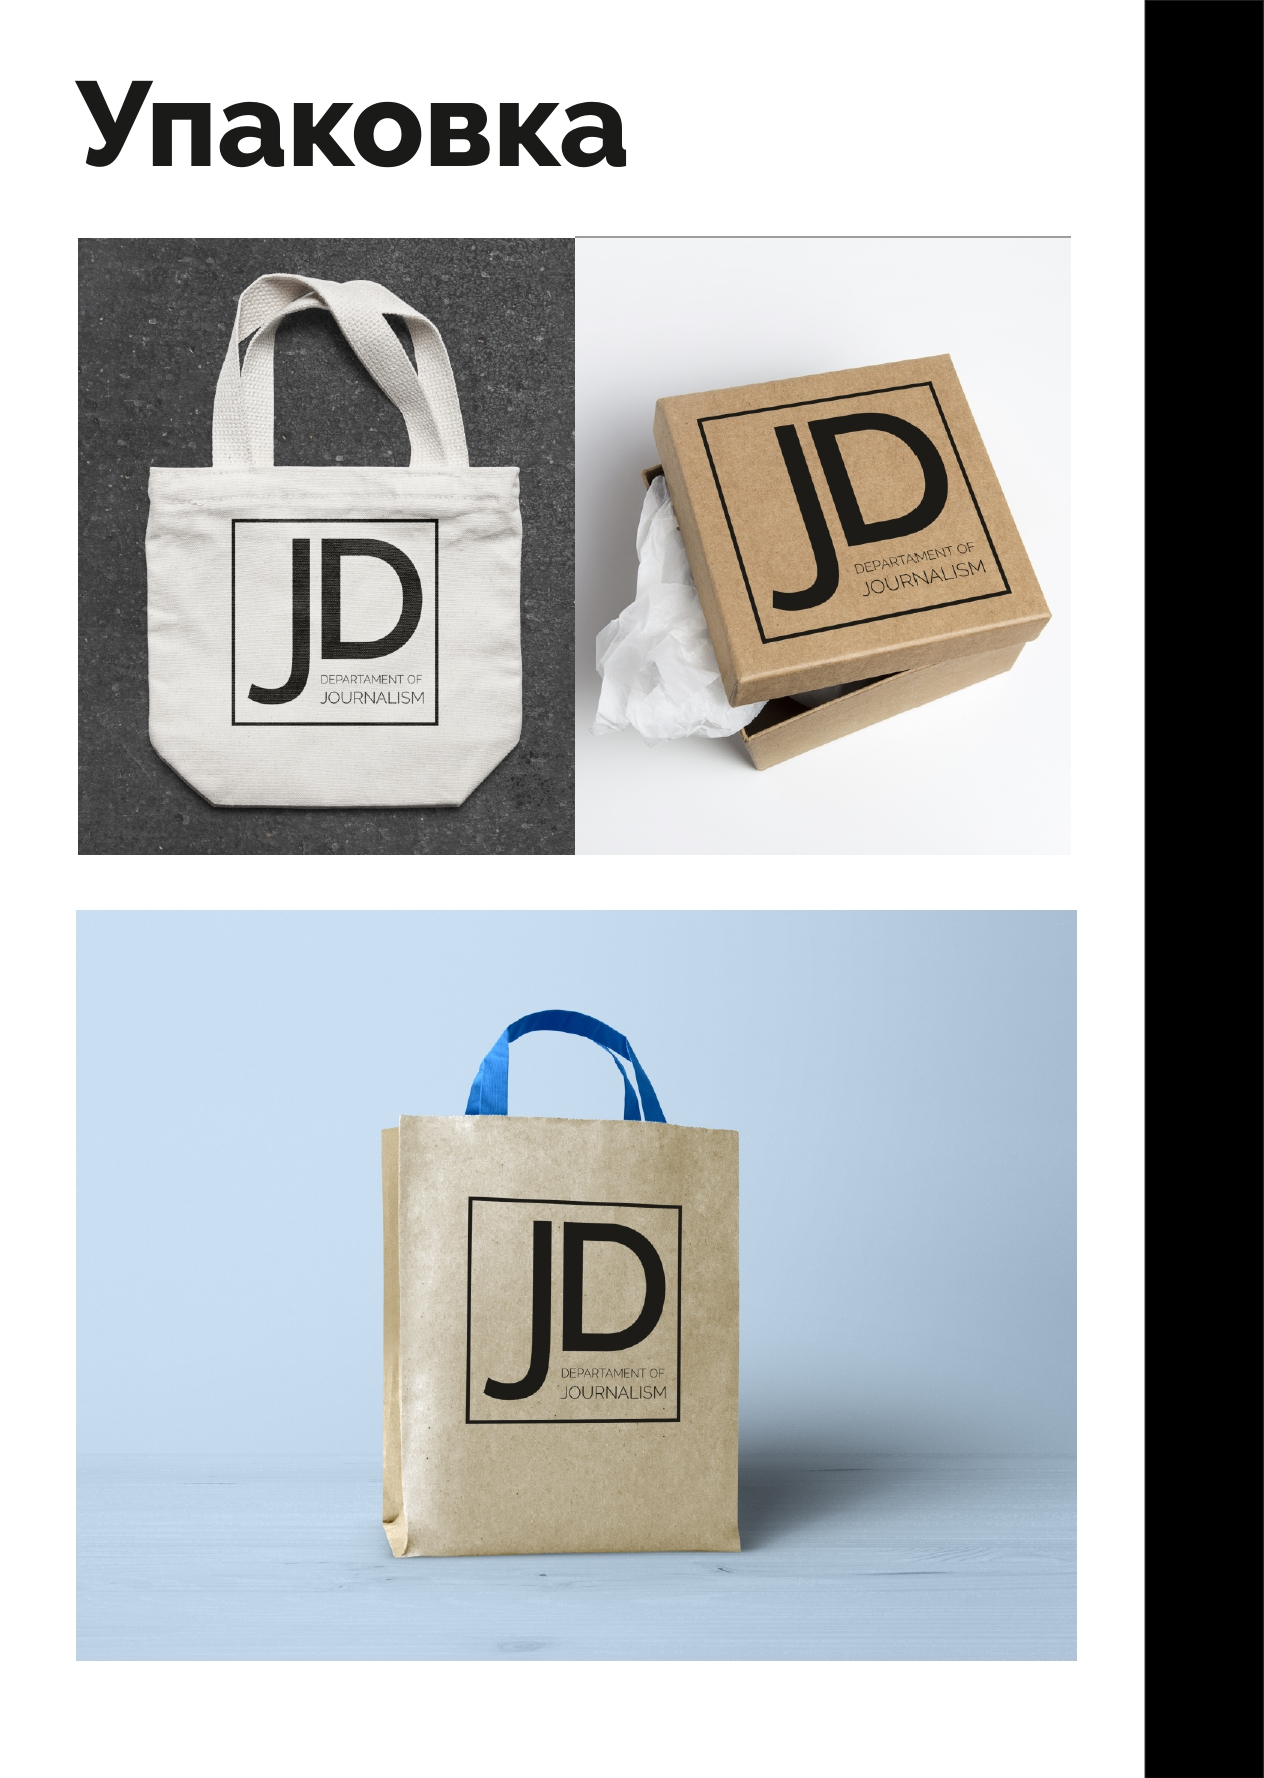 Упаковка
JD
DEPARTAMENT OF
JOURNALISM
JD
DEPARTAMENT OF
JOURNALISM
JD
DEPARTAMENT OF
JOURNALISM